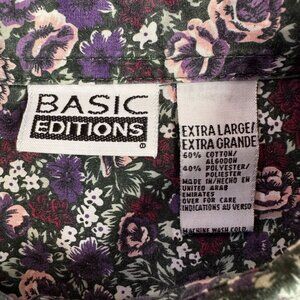 BASIC
EDITIONS
®
EXTRA LARGE/
EXTRA GRANDE
60% COTTON/
ALGODON
40% POLYESTER/
POLIESTER
MADE IN/HECHO EN
UNITED ARAB
EMIRATES
OVER FOR CARE
INDICATIONS AU VERSO
MACHINE WASH COLD,